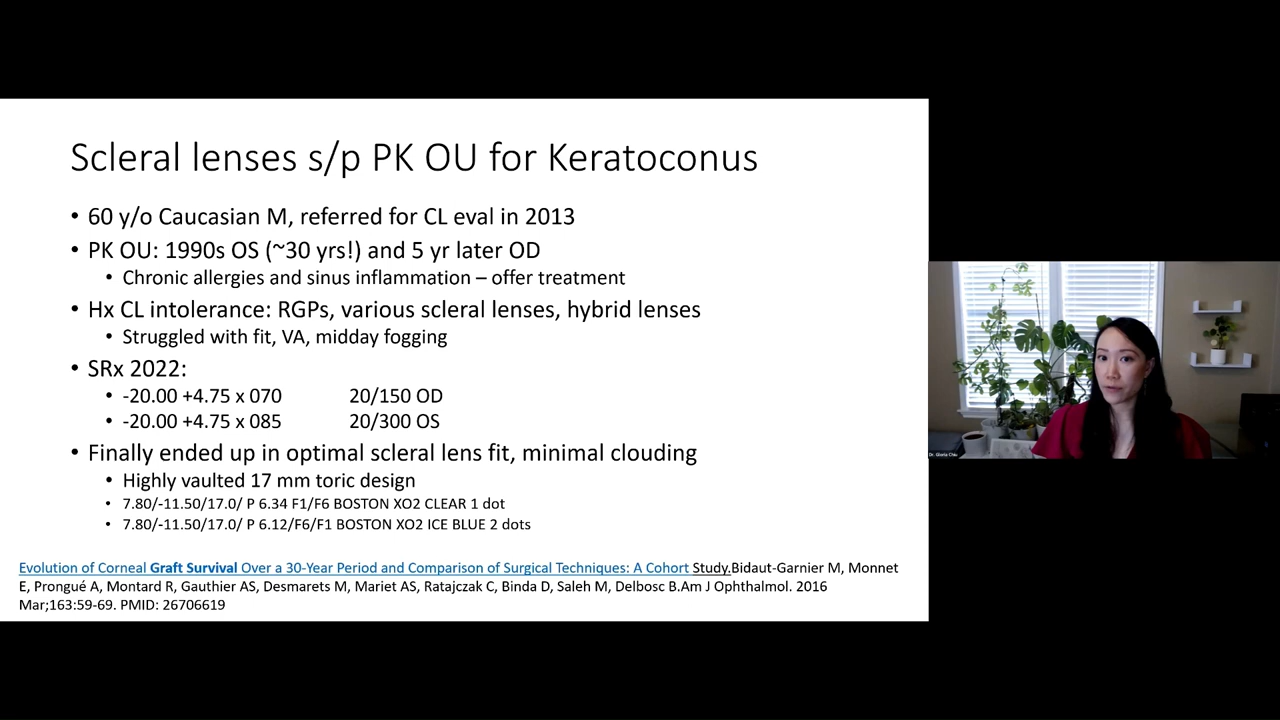 Scleral lenses s/p PK OU for Keratoconus
• 60 y/o Caucasian M, referred for CL eval in 2013
• PK OU: 1990s OS (~30 yrs!) and 5 yr later OD
• Chronic allergies and sinus inflammation – offer treatment
• Hx CL intolerance: RGPs, various scleral lenses, hybrid lenses
• Struggled with fit, VA, midday fogging
• SRx 2022:
• -20.00 +4.75 x 070 20/150 OD
• -20.00 +4.75 x 085 20/300 OS
• Finally ended up in optimal scleral lens fit, minimal clouding
• Highly vaulted 17 mm toric design
• 7.80/-11.50/17.0/ P 6.34 F1/F6 BOSTON XO2 CLEAR 1 dot
• 7.80/-11.50/17.0/ P 6.12/F6/F1 BOSTON XO2 ICE BLUE 2 dots
Evolution of Corneal Graft Survival Over a 30-Year Period and Comparison of Surgical Techniques: A Cohort Study.Bidaut-Garnier M, Monnet
E, Prongué A, Montard R, Gauthier AS, Desmarets M, Mariet AS, Ratajczak C, Binda D, Saleh M, Delbosc B.Am J Ophthalmol. 2016
Mar;163:59-69. PMID: 26706619
Dr. Gloria Chiu